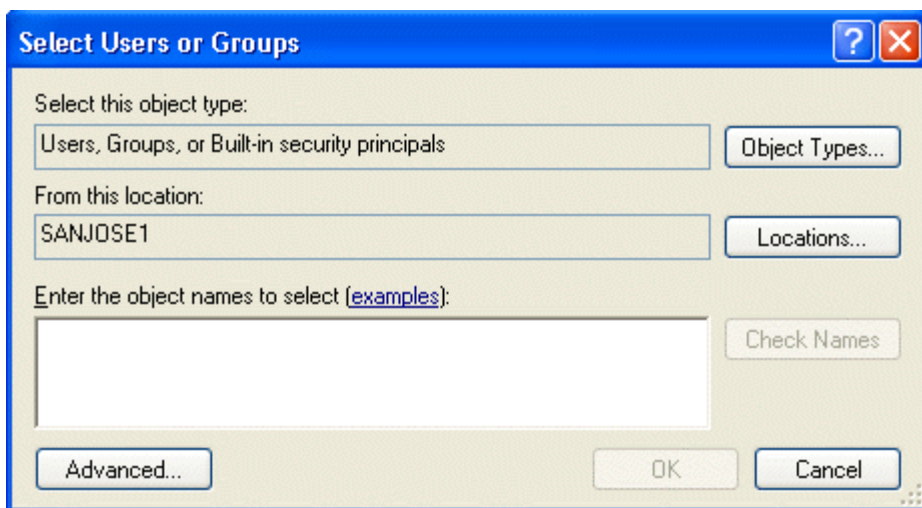 Select Users or Groups
?
Select this object type:
Users, Groups, or Built-in security principals
Object Types...
From this location:
SANJOSE1
Locations...
Enter the object names to select (examples):
Check Names
Advanced...
OK
Cancel